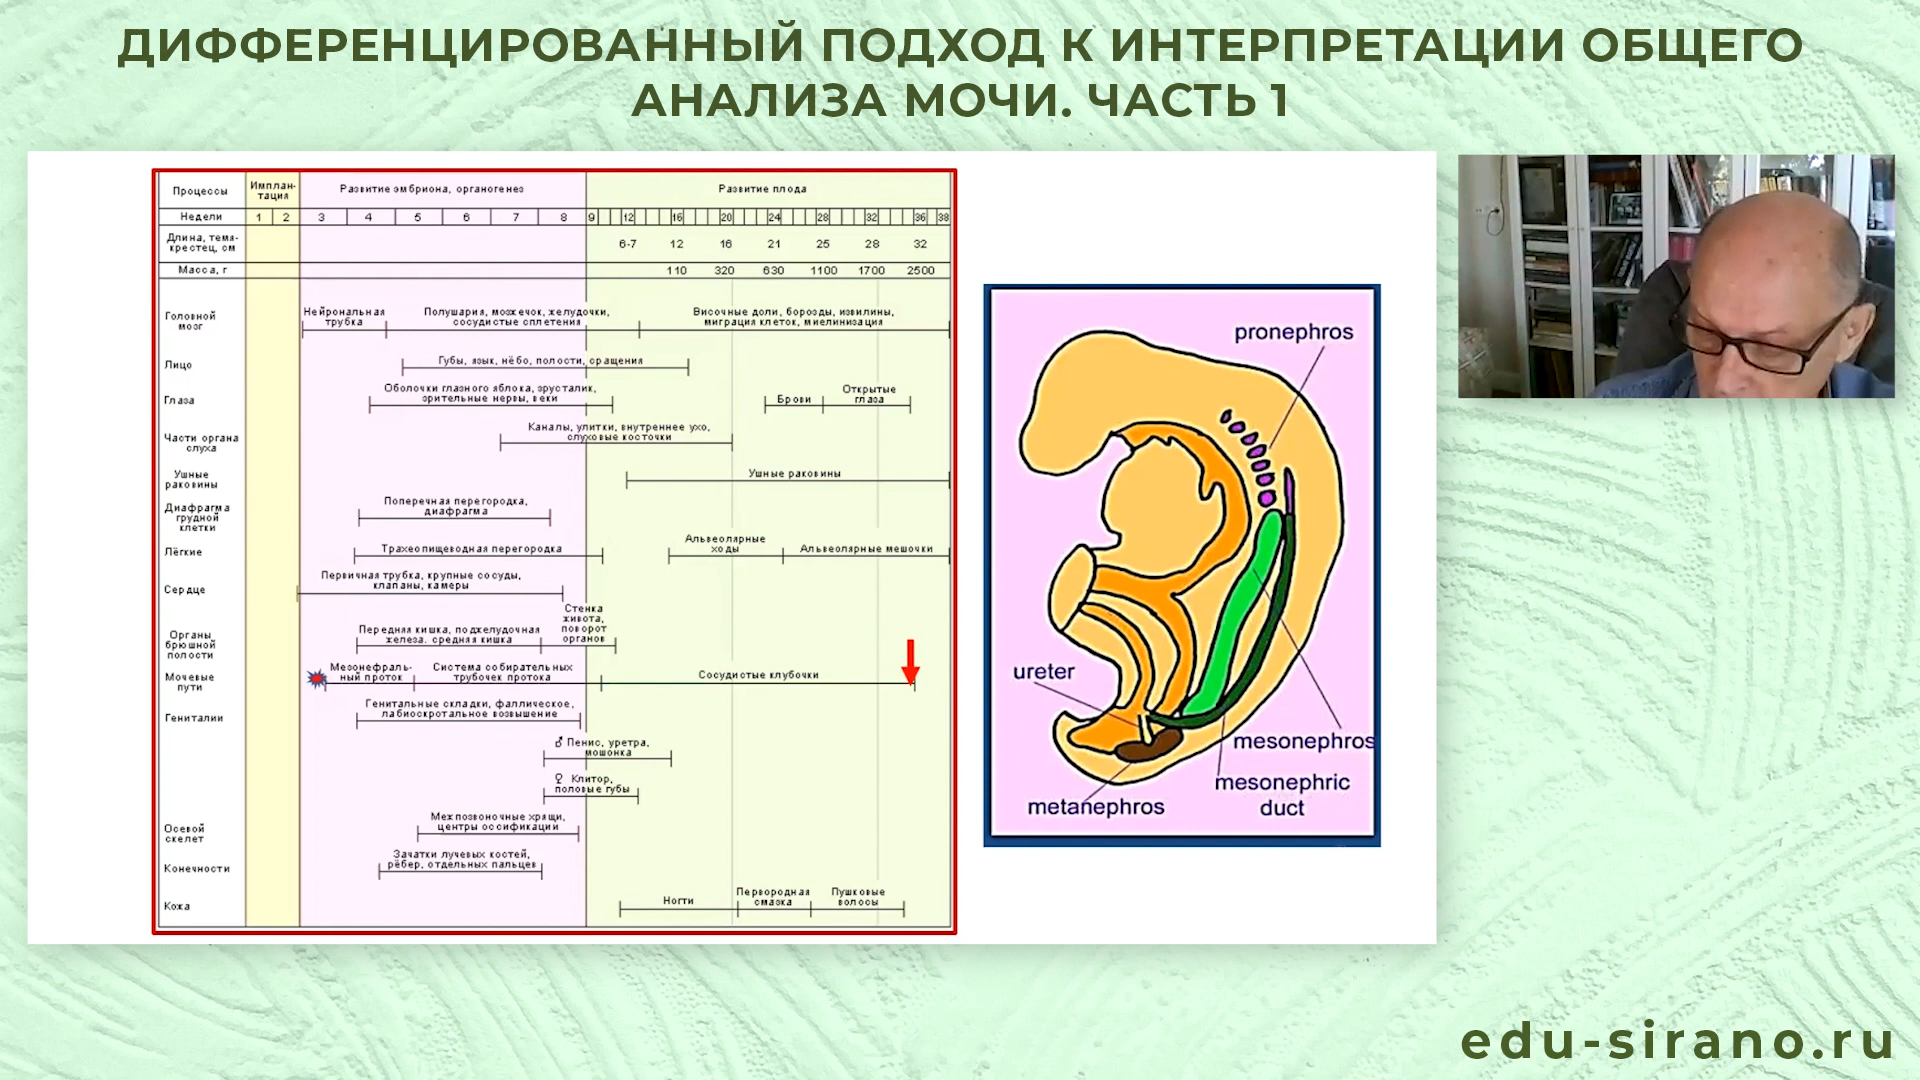 ДИФФЕРЕНЦИРОВАННЫЙ ПОДХОД К ИНТЕРПРЕТАЦИИ ОБЩЕГО
АНАЛИЗА МОЧИ. ЧАСТЬ 1
Процессы
Имплан-
тация
Развитие эмбриона, органогенез
Развитие плода
Недели 1 2 3 4 5 6 7 8 9 12 16 20 24 28 32 36 38
Длина, темя-
крестец, см
6-7 12 16 21 25 28 32
Масса, г 110 320 630 1100 1700 2500
Головной
мозг
Нейрональная
трубка
Полушария, мозжечок, желудочки,
сосудистые сплетения
Височные доли, борозды, извилины,
миграция клеток, миелинизация
Лицо
Губы, язык, нёбо, полости, сращения
Глаза
Оболочки глазного яблока, хрусталик,
зрительные нервы, веки
Брови
Открытые
глаза
Части органа
слуха
Каналы, улитки, внутреннее ухо,
слуховые косточки
Ушные
раковины
Ушные раковины
Диафрагма
грудной
клетки
Поперечная перегородка,
диафрагма
Лёгкие
Трахеопищеводная перегородка
Альвеолярные
ходы
Альвеолярные мешочки
Сердце
Первичная трубка, крупные сосуды,
клапаны, камеры
Органы
брюшной
полости
Передняя кишка, поджелудочная
железа. средняя кишка
Стенка
живота,
поворот
органов
Мочевые
пути
Мезонефраль-
ный проток
Система собирательных
трубочек протока
Сосудистые клубочки
Гениталии
Генитальные складки, фаллическое,
лабиоскротальное возвышение
♂ Пенис, уретра,
мошонка
♀ Клитор,
половые губы
Осевой
скелет
Межпозвоночные хрящи,
центры оссификации
Конечности
Зачатки лучевых костей,
рёбер, отдельных пальцев
Кожа
Ногти
Первородная
смазка
Пушковые
волосы
pronephros
ureter
mesonephros
mesonephric
duct
metanephros
edu-sirano.ru